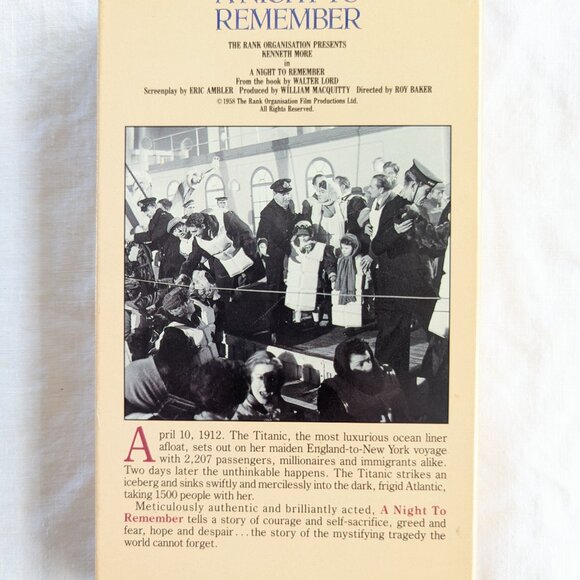 A NIGHT TO
REMEMBER
THE RANK ORGANISATION PRESENTS
KENNETH MORE
in
A NIGHT TO REMEMBER
From the book by WALTER LORD
Screenplay by ERIC AMBLER Produced by WILLIAM MACQUITTY Directed by ROY BAKER
©1958 The Rank Organisation Film Productions Ltd.
All Rights Reserved.
April 10, 1912. The Titanic, the most luxurious ocean liner
afloat, sets out on her maiden England-to-New York voyage
with 2,207 passengers, millionaires and immigrants alike.
Two days later the unthinkable happens. The Titanic strikes an
iceberg and sinks swiftly and mercilessly into the dark, frigid Atlantic,
taking 1500 people with her.
Meticulously authentic and brilliantly acted, A Night To
Remember tells a story of courage and self-sacrifice, greed and
fear, hope and despair...the story of the mystifying tragedy the
world cannot forget.